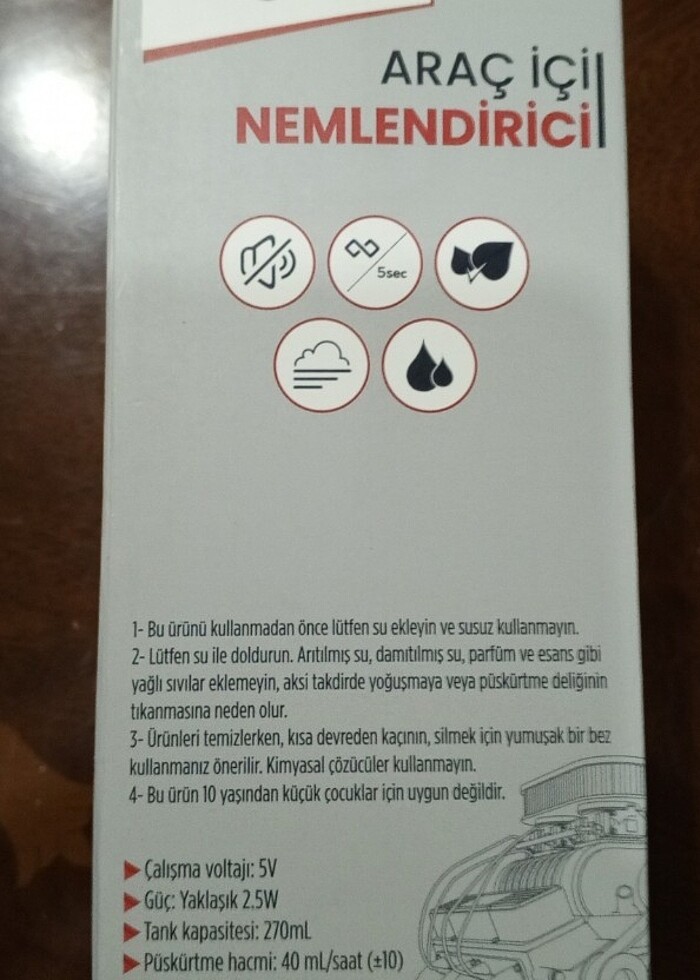 ARAÇ İÇİ
NEMLENDİRİCİ
5sec
1- Bu ürünü kullanmadan önce lütfen su ekleyin ve susuz kullanmayın.
2- Lütfen su ile doldurun. Arıtılmış su, damıtılmış su, parfüm ve esans gibi
yağlı sıvılar eklemeyin, aksi takdirde yoğuşmaya veya püskürtme deliğinin
tıkanmasına neden olur.
3- Ürünleri temizlerken, kısa devreden kaçının, silmek için yumuşak bir bez
kullanmanız önerilir. Kimyasal çözücüler kullanmayın.
4- Bu ürün 10 yaşından küçük çocuklar için uygun değildir.
Çalışma voltajı: 5V
Güç: Yaklaşık 2.5W
Tank kapasitesi: 270mL
Püskürtme hacmi: 40 mL/saat (±10)